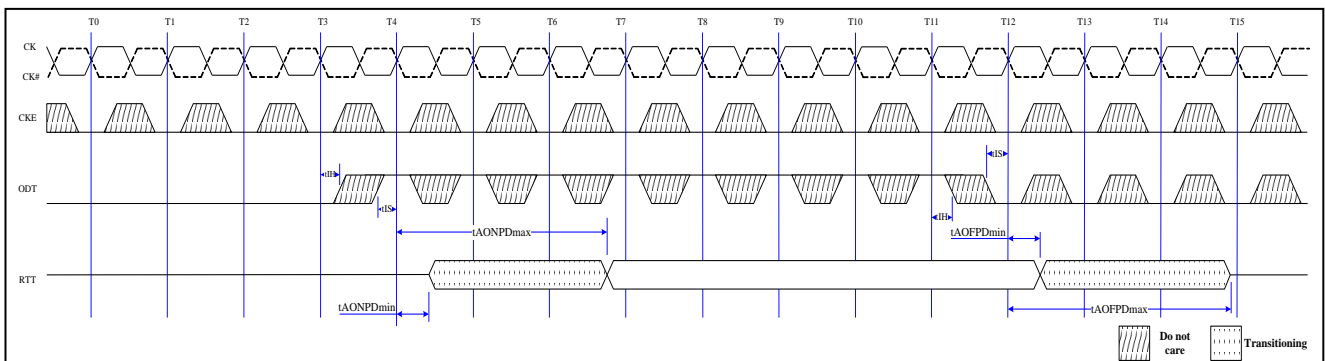 T0 T1 T2 T3 T4 T5 T6 T7 T8 T9 T10 T11 T12 T13 T14 T15
CK
CK#
CKE
tIS
ODT
tIH
tIS
tIH
tAONPDmax
tAOFPDmin
RTT
tAONPDmin
tAOFPDmax
Do not
care
Transitioning